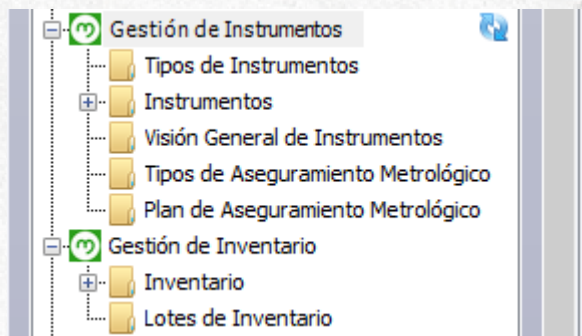 Gestión de Instrumentos
Tipos de Instrumentos
Instrumentos
Visión General de Instrumentos
Tipos de Aseguramiento Metrológico
Plan de Aseguramiento Metrológico
Gestión de Inventario
Inventario
Lotes de Inventario